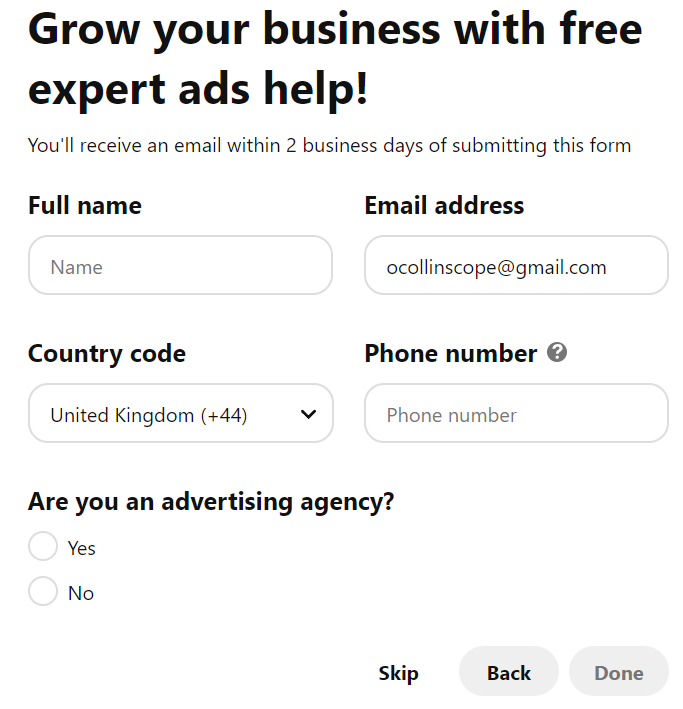 Grow your business with free
expert ads help!
You'll receive an email within 2 business days of submitting this form
Full name
Email address
Name
ocollinscope@gmail.com
Country code
Phone number
United Kingdom (+44)
Phone number
Are you an advertising agency?
Yes
No
Skip
Back
Done